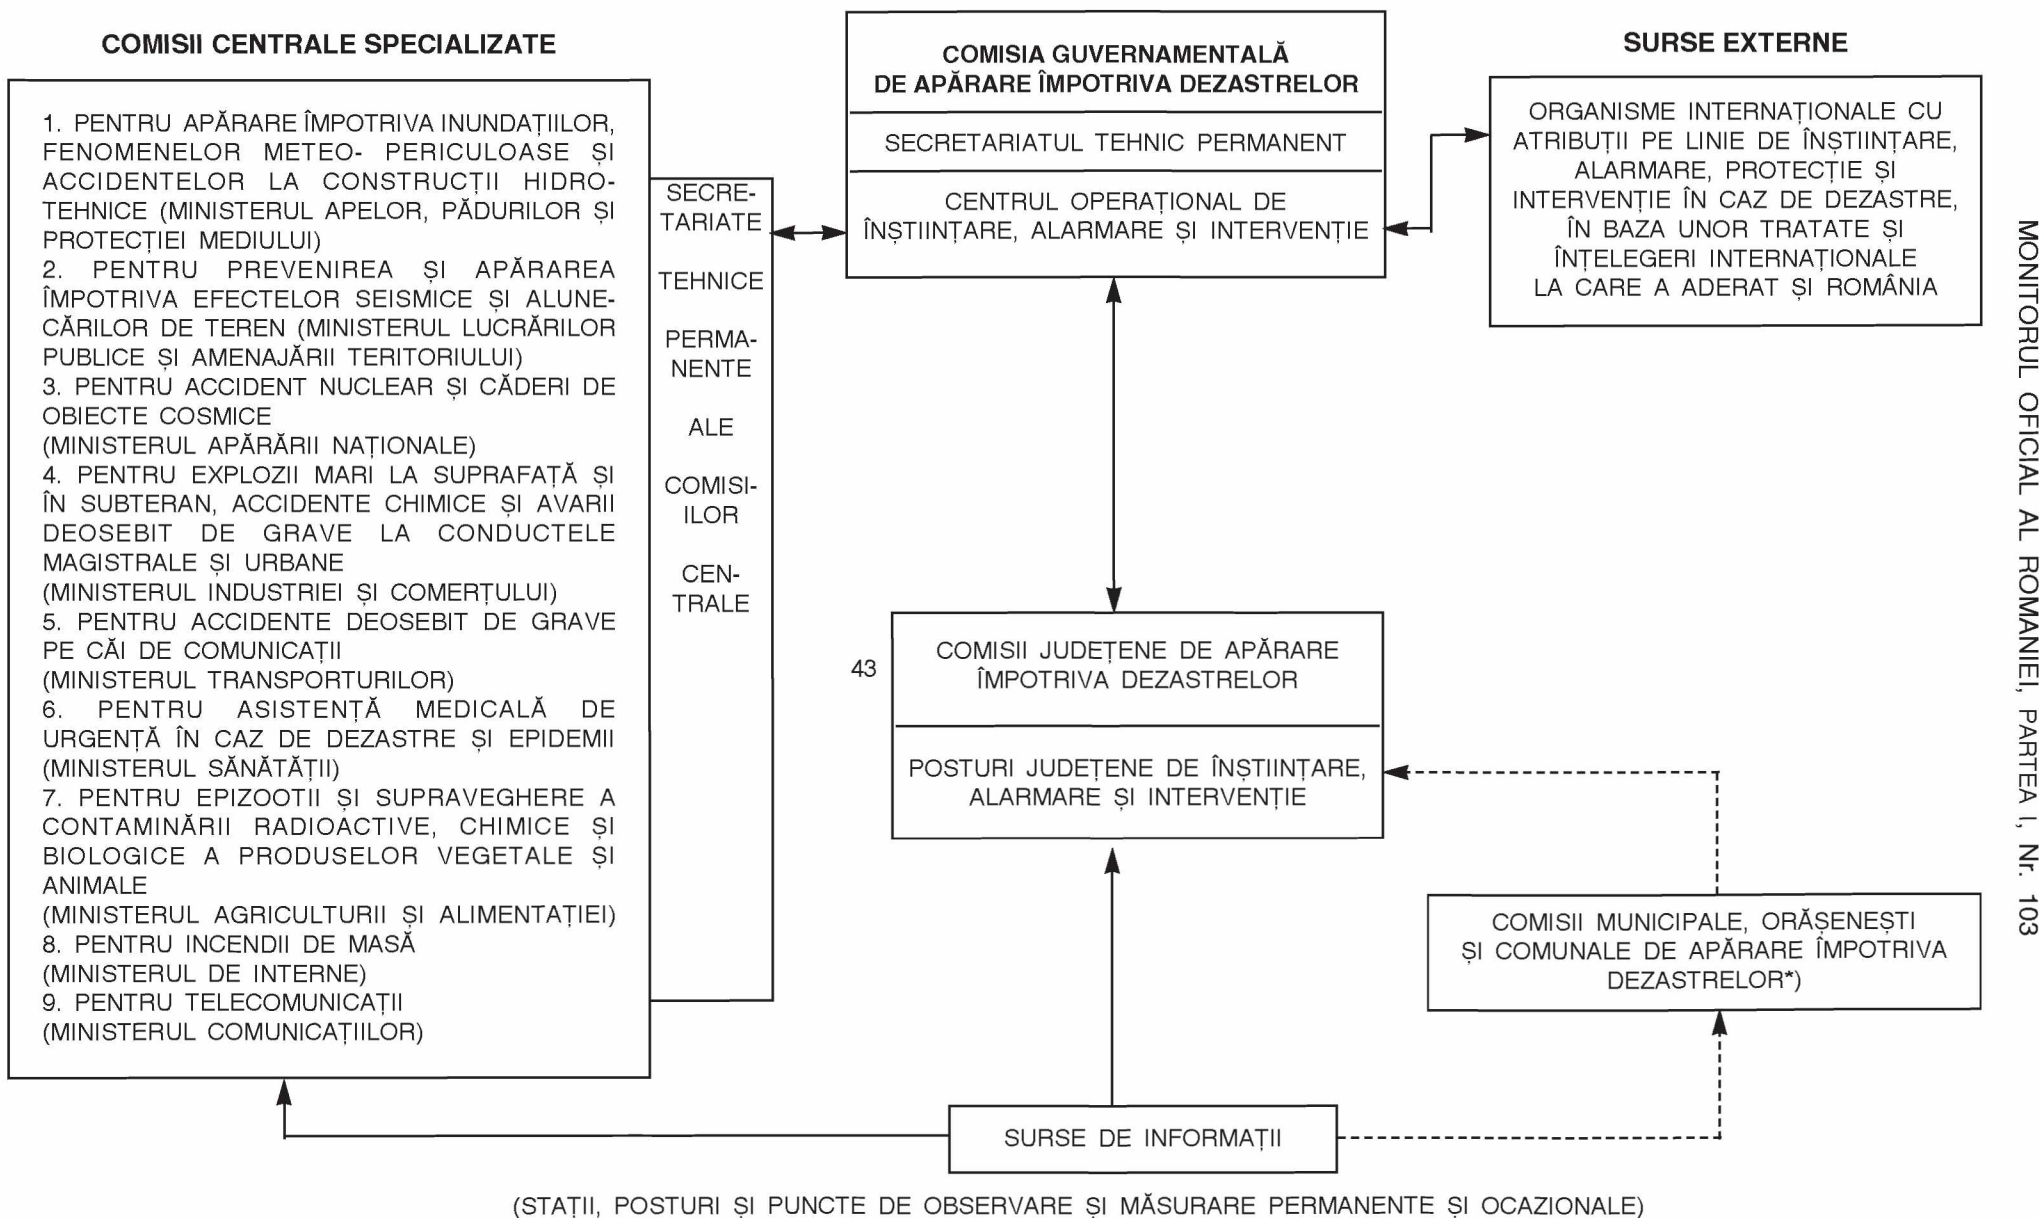 COMISII CENTRALE SPECIALIZATE
1. PENTRU APĂRARE ÎMPOTRIVA INUNDAȚIILOR,
FENOMENELOR METEO- PERICULOASE ȘI
ACCIDENTELOR LA CONSTRUCȚII HIDRO-
TEHNICE (MINISTERUL APELOR, PĂDURILOR ȘI
PROTECȚIEI MEDIULUI)
2. PENTRU PREVENIREA ȘI APĂRAREA
ÎMPOTRIVA EFECTELOR SEISMICE ȘI ALUNE-
CĂRILOR DE TEREN (MINISTERUL LUCRĂRILOR
PUBLICE ȘI AMENAJĂRII TERITORIULUI)
3. PENTRU ACCIDENT NUCLEAR ȘI CĂDERI DE
OBIECTE COSMICE
(MINISTERUL APĂRĂRII NAȚIONALE)
4. PENTRU EXPLOZII MARI LA SUPRAFAȚĂ ȘI
ÎN SUBTERAN, ACCIDENTE CHIMICE ȘI AVARII
DEOSEBIT DE GRAVE LA CONDUCTELE
MAGISTRALE ȘI URBANE
(MINISTERUL INDUSTRIEI ȘI COMERȚULUI)
5. PENTRU ACCIDENTE DEOSEBIT DE GRAVE
PE CĂI DE COMUNICAȚII
(MINISTERUL TRANSPORTURILOR)
6. PENTRU ASISTENȚĂ MEDICALĂ DE
URGENȚĂ ÎN CAZ DE DEZASTRE ȘI EPIDEMII
(MINISTERUL SĂNĂTĂȚII)
7. PENTRU EPIZOOTII ȘI SUPRAVEGHERE A
CONTAMINĂRII RADIOACTIVE, CHIMICE ȘI
BIOLOGICE A PRODUSELOR VEGETALE ȘI
ANIMALE
(MINISTERUL AGRICULTURII ȘI ALIMENTAȚIEI)
8. PENTRU INCENDII DE MASĂ
(MINISTERUL DE INTERNE)
9. PENTRU TELECOMUNICAȚII
(MINISTERUL COMUNICAȚIILOR)
SECRE-
TARIATE
TEHNICE
PERMA-
NENTE
ALE
COMISI-
ILOR
CEN-
TRALE
COMISIA GUVERNAMENTALĂ
DE APĂRARE ÎMPOTRIVA DEZASTRELOR
SECRETARIATUL TEHNIC PERMANENT
CENTRUL OPERAȚIONAL DE
ÎNȘTIINȚARE, ALARMARE ȘI INTERVENȚIE
SURSE EXTERNE
ORGANISME INTERNAȚIONALE CU
ATRIBUȚII PE LINIE DE ÎNȘTIINȚARE,
ALARMARE, PROTECȚIE ȘI
INTERVENȚIE ÎN CAZ DE DEZASTRE,
ÎN BAZA UNOR TRATATE ȘI
ÎNȚELEGERI INTERNAȚIONALE
LA CARE A ADERAT ȘI ROMÂNIA
43
COMISII JUDEȚENE DE APĂRARE
ÎMPOTRIVA DEZASTRELOR
POSTURI JUDEȚENE DE ÎNȘTIINȚARE,
ALARMARE ȘI INTERVENȚIE
COMISII MUNICIPALE, ORĂȘENEȘTI
ȘI COMUNALE DE APĂRARE ÎMPOTRIVA
DEZASTRELOR*)
SURSE DE INFORMAȚII
(STAȚII, POSTURI ȘI PUNCTE DE OBSERVARE ȘI MĂSURARE PERMANENTE ȘI OCAZIONALE)
MONITORUL OFICIAL AL ROMANIEI, PARTEA I, Nr. 103